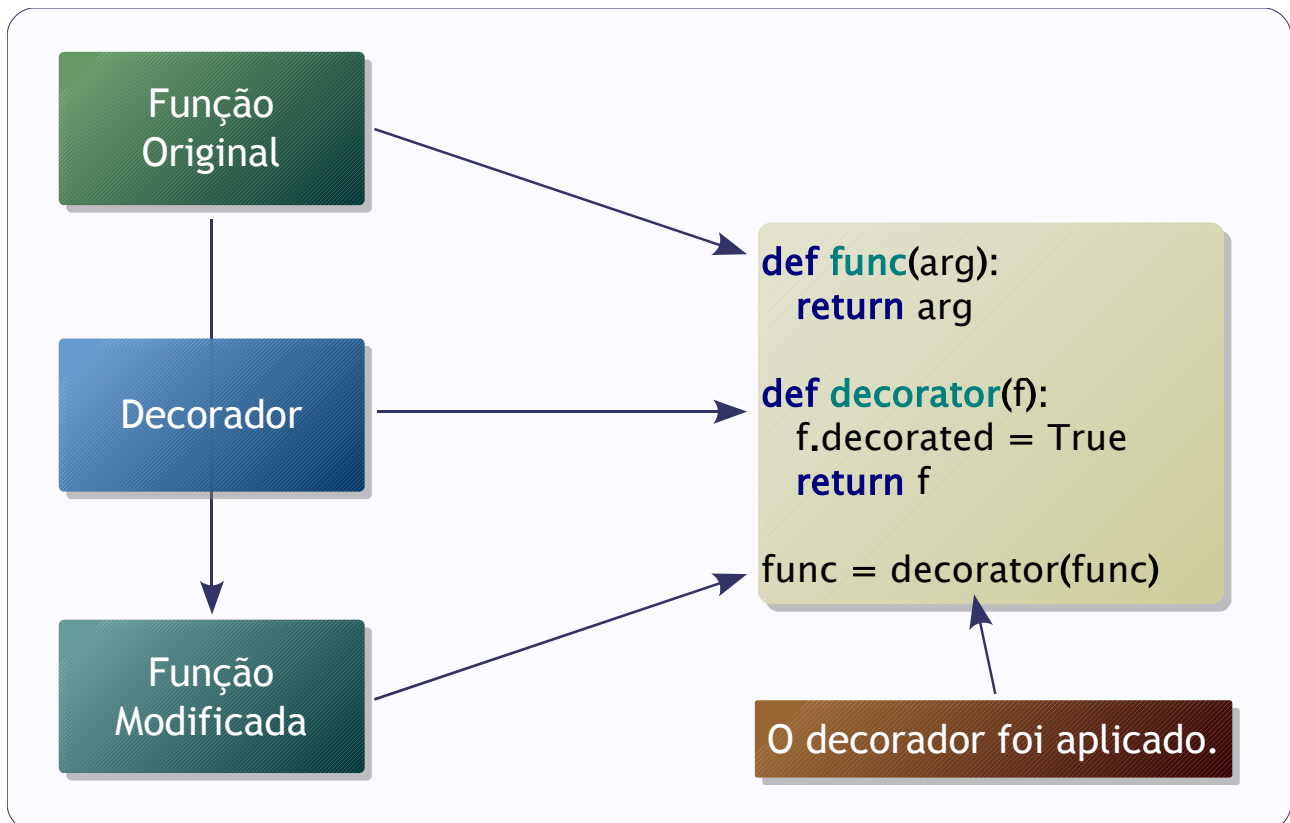 Função
Original
Decorador
Função
Modificada
def func(arg):
return arg
def decorator(f):
f.decorated = True
return f
func = decorator(func)
O decorador foi aplicado.